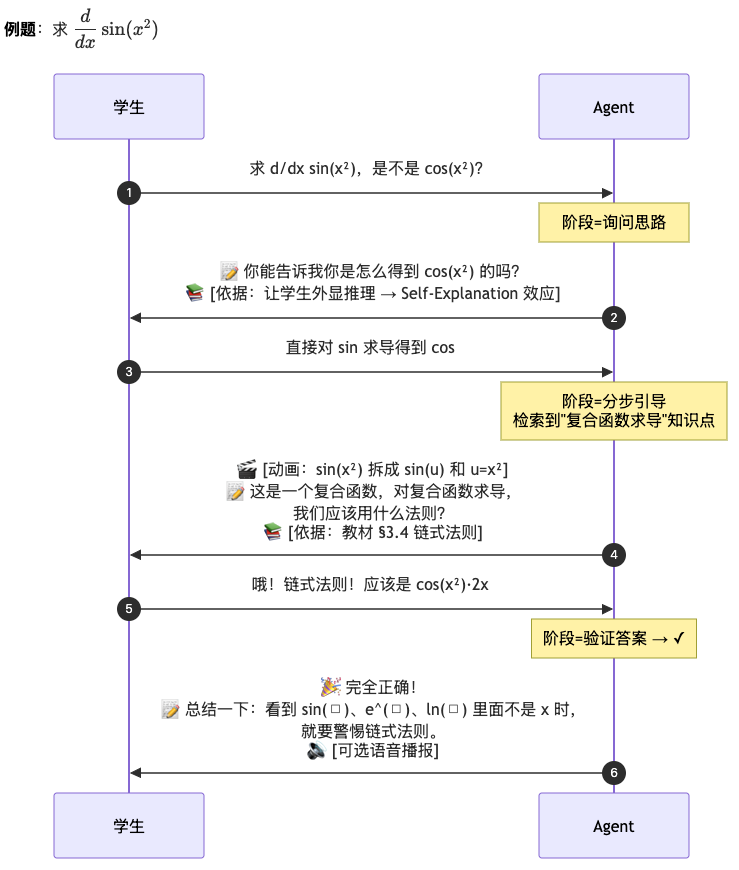 例题：求 d/dx sin(x²)
学生
Agent
求 d/dx sin(x²)，是不是 cos(x²)?
1
阶段=询问思路
📝 你能告诉我你是怎么得到 cos(x²) 的吗?
📚 [依据：让学生外显推理 → Self-Explanation 效应]
2
直接对 sin 求导得到 cos
3
阶段=分步引导
检索到"复合函数求导"知识点
🎬 [动画：sin(x²) 拆成 sin(u) 和 u=x²]
📝 这是一个复合函数，对复合函数求导，
我们应该用什么法则?
📚 [依据：教材 §3.4 链式法则]
4
哦！链式法则！应该是 cos(x²)·2x
5
阶段=验证答案 → ✓
🎉 完全正确！
📝 总结一下：看到 sin(□)、e^(□)、ln(□) 里面不是 x 时，
就要警惕链式法则。
🔊 [可选语音播报]
6
学生
Agent